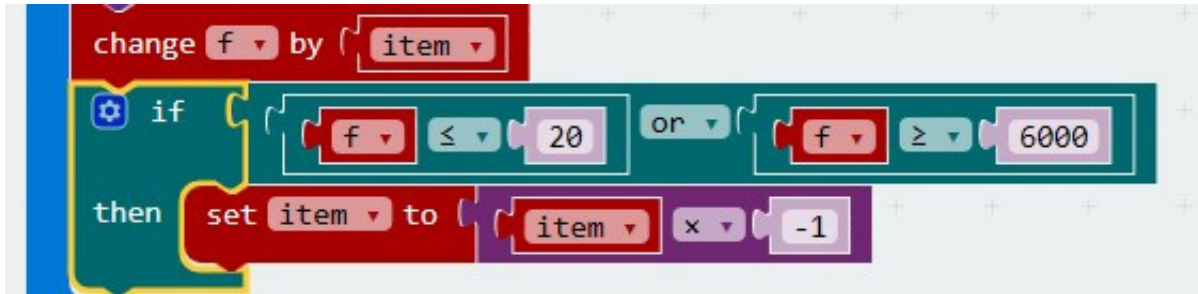 change f by item
if f ≤ 20 or f ≥ 6000
then set item to item × -1